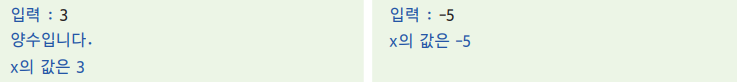 입력 : 3
양수입니다.
x의 값은 3
입력 : -5
x의 값은 -5